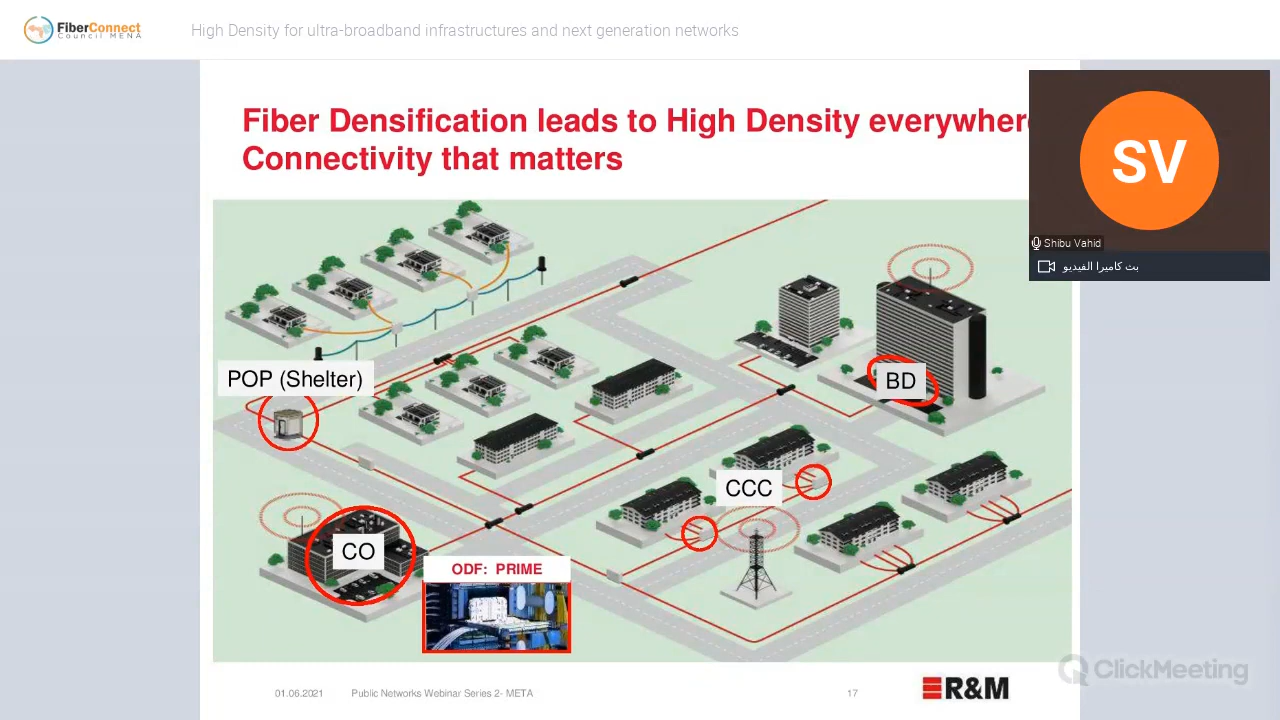 FiberConnect
Council MENA
High Density for ultra-broadband infrastructures and next generation networks
Fiber Densification leads to High Density everywhere
Connectivity that matters
SV
Shibu Vahid
بث كاميرا الفيديو
POP (Shelter)
BD
CCC
CO
ODF: PRIME
ClickMeeting
01.06.2021
Public Networks Webinar Series 2- META
17
R&M